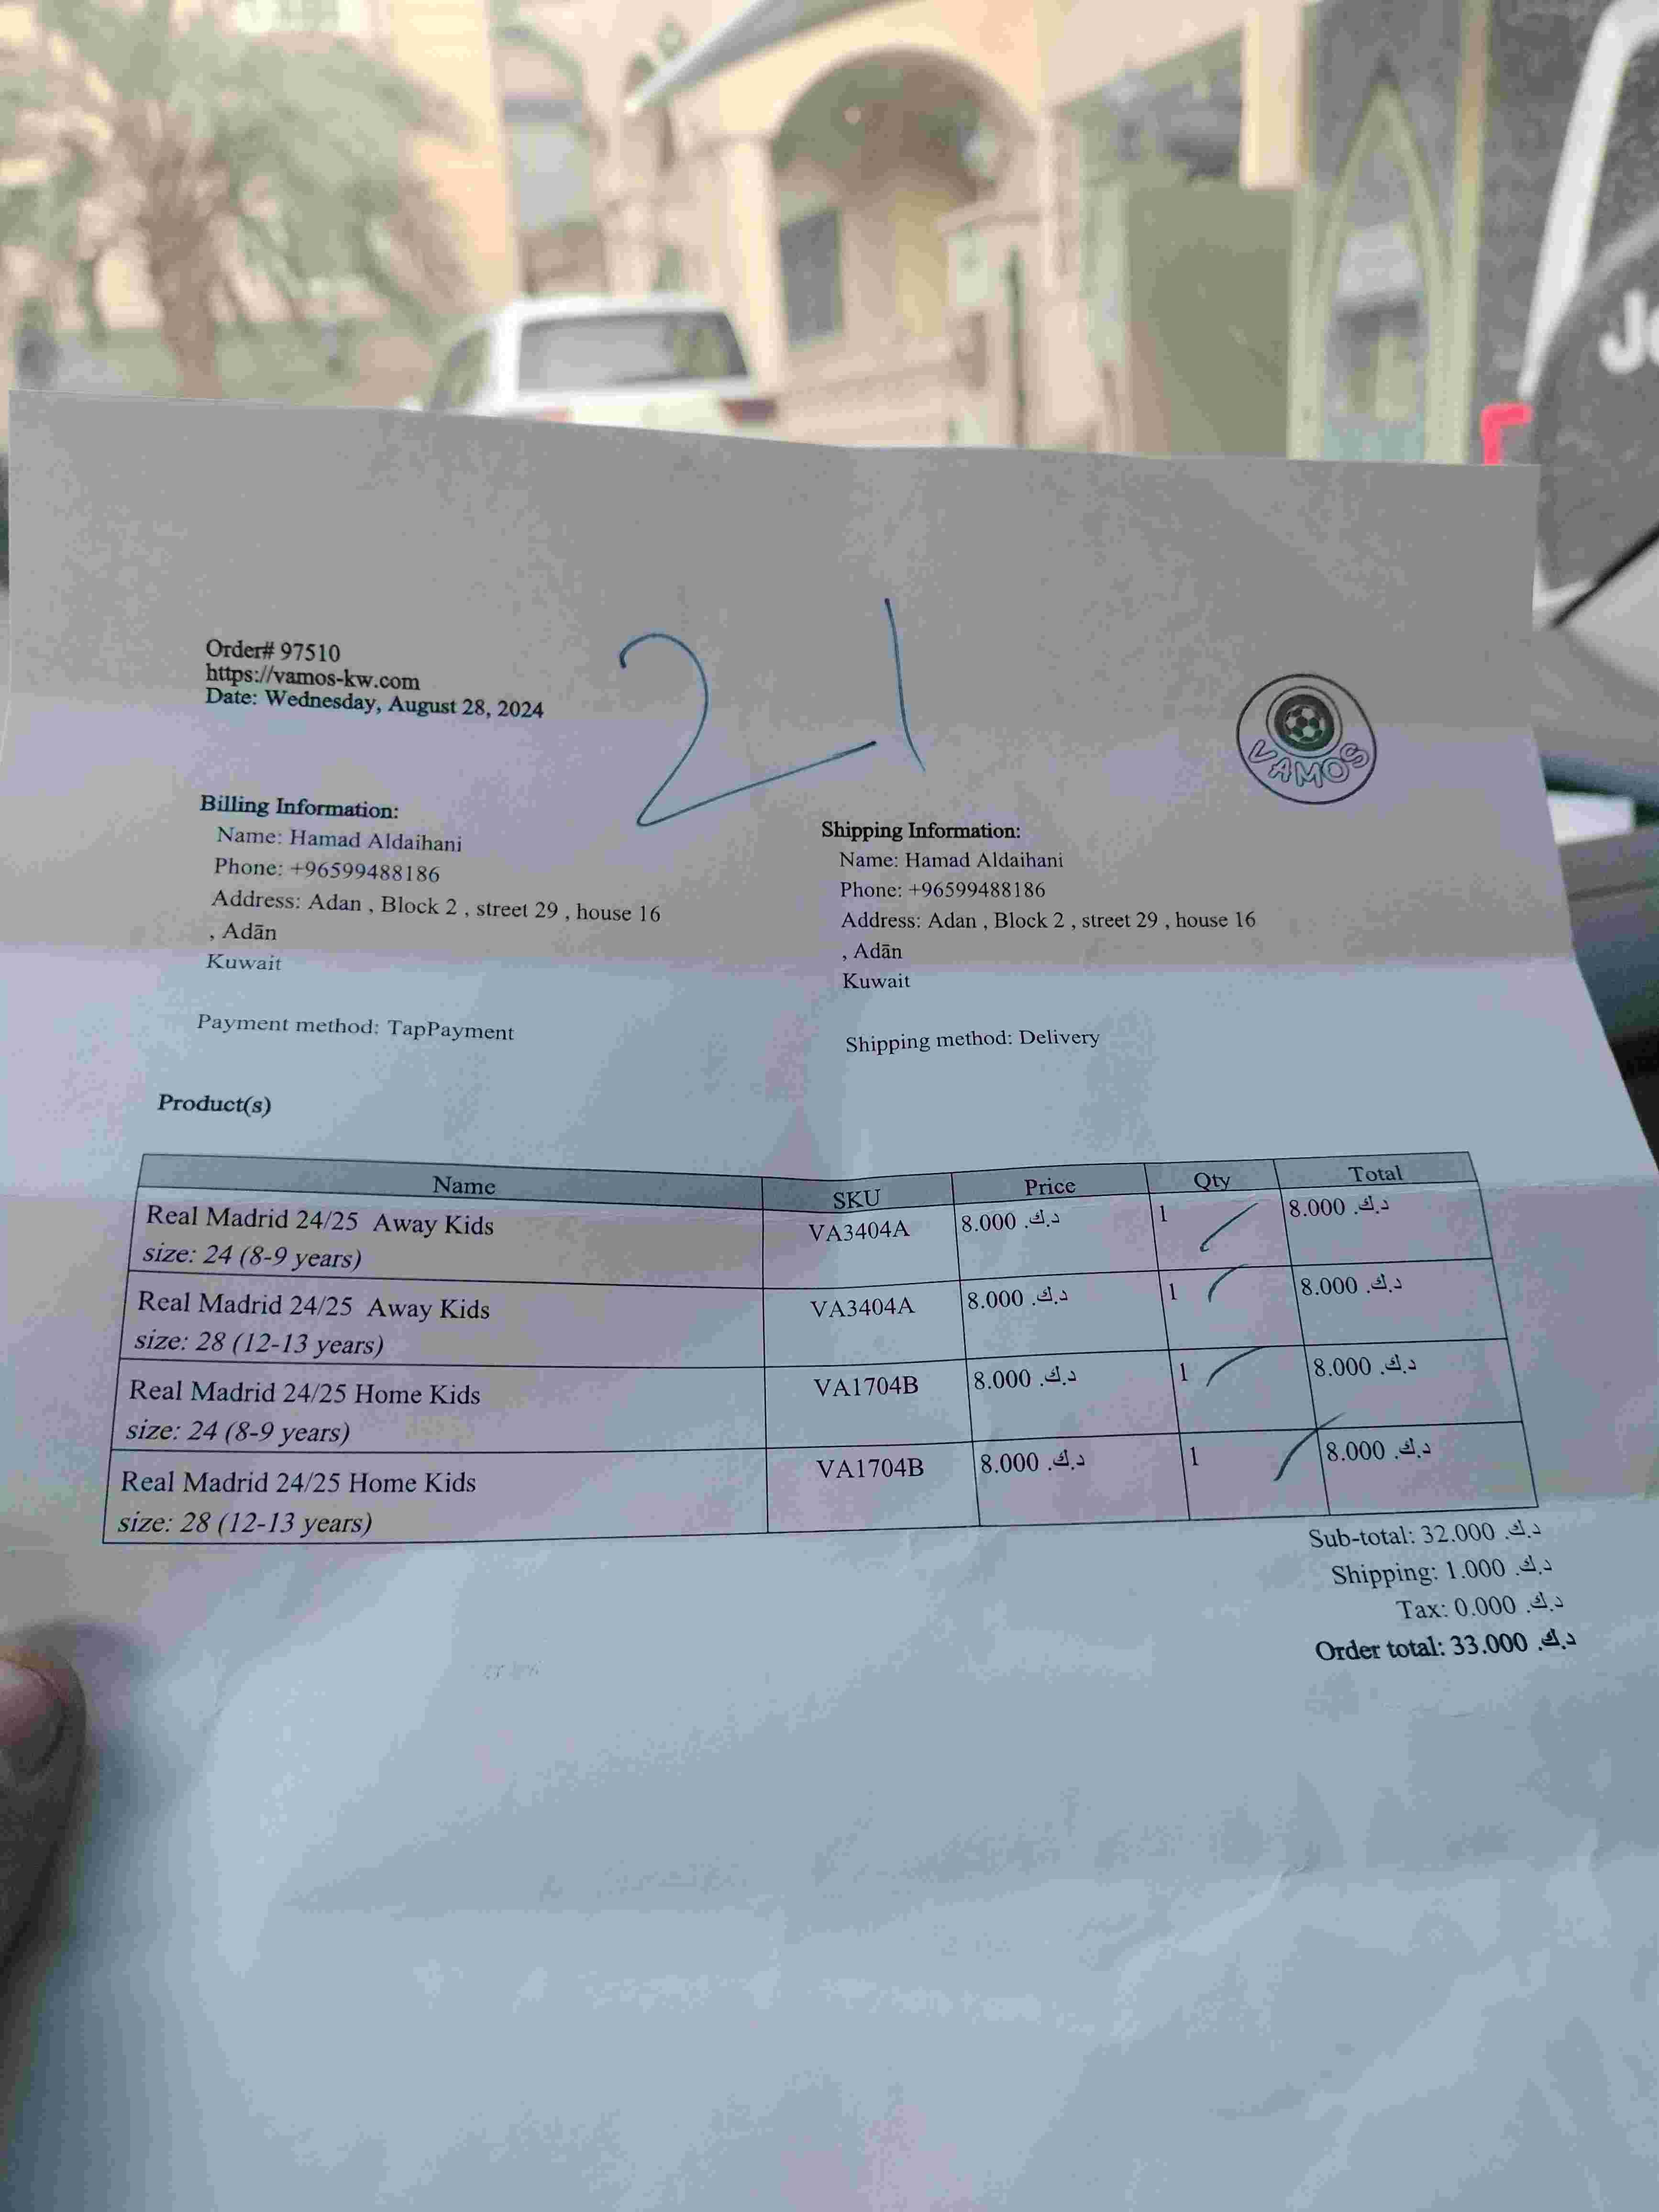 Je
21
Order# 97510
https://vamos-kw.com
Date: Wednesday, August 28, 2024
VAMOS
Billing Information:
Name: Hamad Aldaihani
Phone: +96599488186
Address: Adan , Block 2 , street 29 , house 16
, Adān
Kuwait
Payment method: TapPayment
Shipping Information:
Name: Hamad Aldaihani
Phone: +96599488186
Address: Adan , Block 2 , street 29 , house 16
, Adān
Kuwait
Shipping method: Delivery
Product(s)
Name SKU Price Qty Total
Real Madrid 24/25 Away Kids VA3404A 8.000 د.ك. 1 8.000 د.ك.
size: 24 (8-9 years)
Real Madrid 24/25 Away Kids VA3404A 8.000 د.ك. 1 8.000 د.ك.
size: 28 (12-13 years)
Real Madrid 24/25 Home Kids VA1704B 8.000 د.ك. 1 8.000 د.ك.
size: 24 (8-9 years)
Real Madrid 24/25 Home Kids VA1704B 8.000 د.ك. 1 8.000 د.ك.
size: 28 (12-13 years)
Sub-total: 32.000 د.ك.
Shipping: 1.000 د.ك.
Tax: 0.000 د.ك.
Order total: 33.000 د.ك.